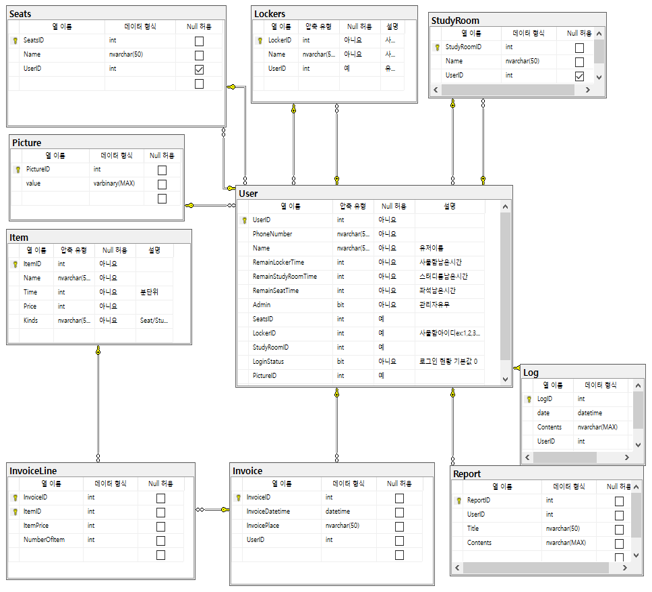 Seats
열 이름 데이터 형식 Null 허용
SeatsID int
Name nvarchar(50)
UserID int
Lockers
열 이름 압축 유형 Null 허용 설명
LockerID int 아니요 사...
Name nvarchar(5... 아니요 사...
UserID int 예 유...
StudyRoom
열 이름 데이터 형식 Null 허용
StudyRoomID int
Name nvarchar(50)
UserID int
Picture
열 이름 데이터 형식 Null 허용
PictureID int
value varbinary(MAX)
User
열 이름 압축 유형 Null 허용 설명
UserID int 아니요
PhoneNumber nvarchar(5... 아니요
Name nvarchar(5... 아니요 유저이름
RemainLockerTime int 아니요 사물함남은시간
RemainStudyRoomTime int 아니요 스터디룸남은시간
RemainSeatTime int 아니요 좌석남은시간
Admin bit 아니요 관리자유무
SeatsID int 예
LockerID int 예 사물함아이디ex:1,2,3...
StudyRoomID int 예
LoginStatus bit 아니요 로그인 현황 기본값 0
PictureID int 예
Item
열 이름 압축 유형 Null 허용 설명
ItemID int 아니요
Name nvarchar(5... 아니요
Time int 아니요 분단위
Price int 아니요
Kinds nvarchar(5... 아니요 Seat/Stu...
Log
열 이름 데이터 형식
LogID int
date datetime
Contents nvarchar(MAX)
UserID int
InvoiceLine
열 이름 데이터 형식 Null 허용
InvoiceID int
ItemID int
ItemPrice int
NumberOfItem int
Invoice
열 이름 데이터 형식 Null 허용
InvoiceID int
InvoiceDatetime datetime
InvoicePlace nvarchar(50)
UserID int
Report
열 이름 데이터 형식 Null 허용
ReportID int
UserID int
Title nvarchar(50)
Contents nvarchar(MAX)